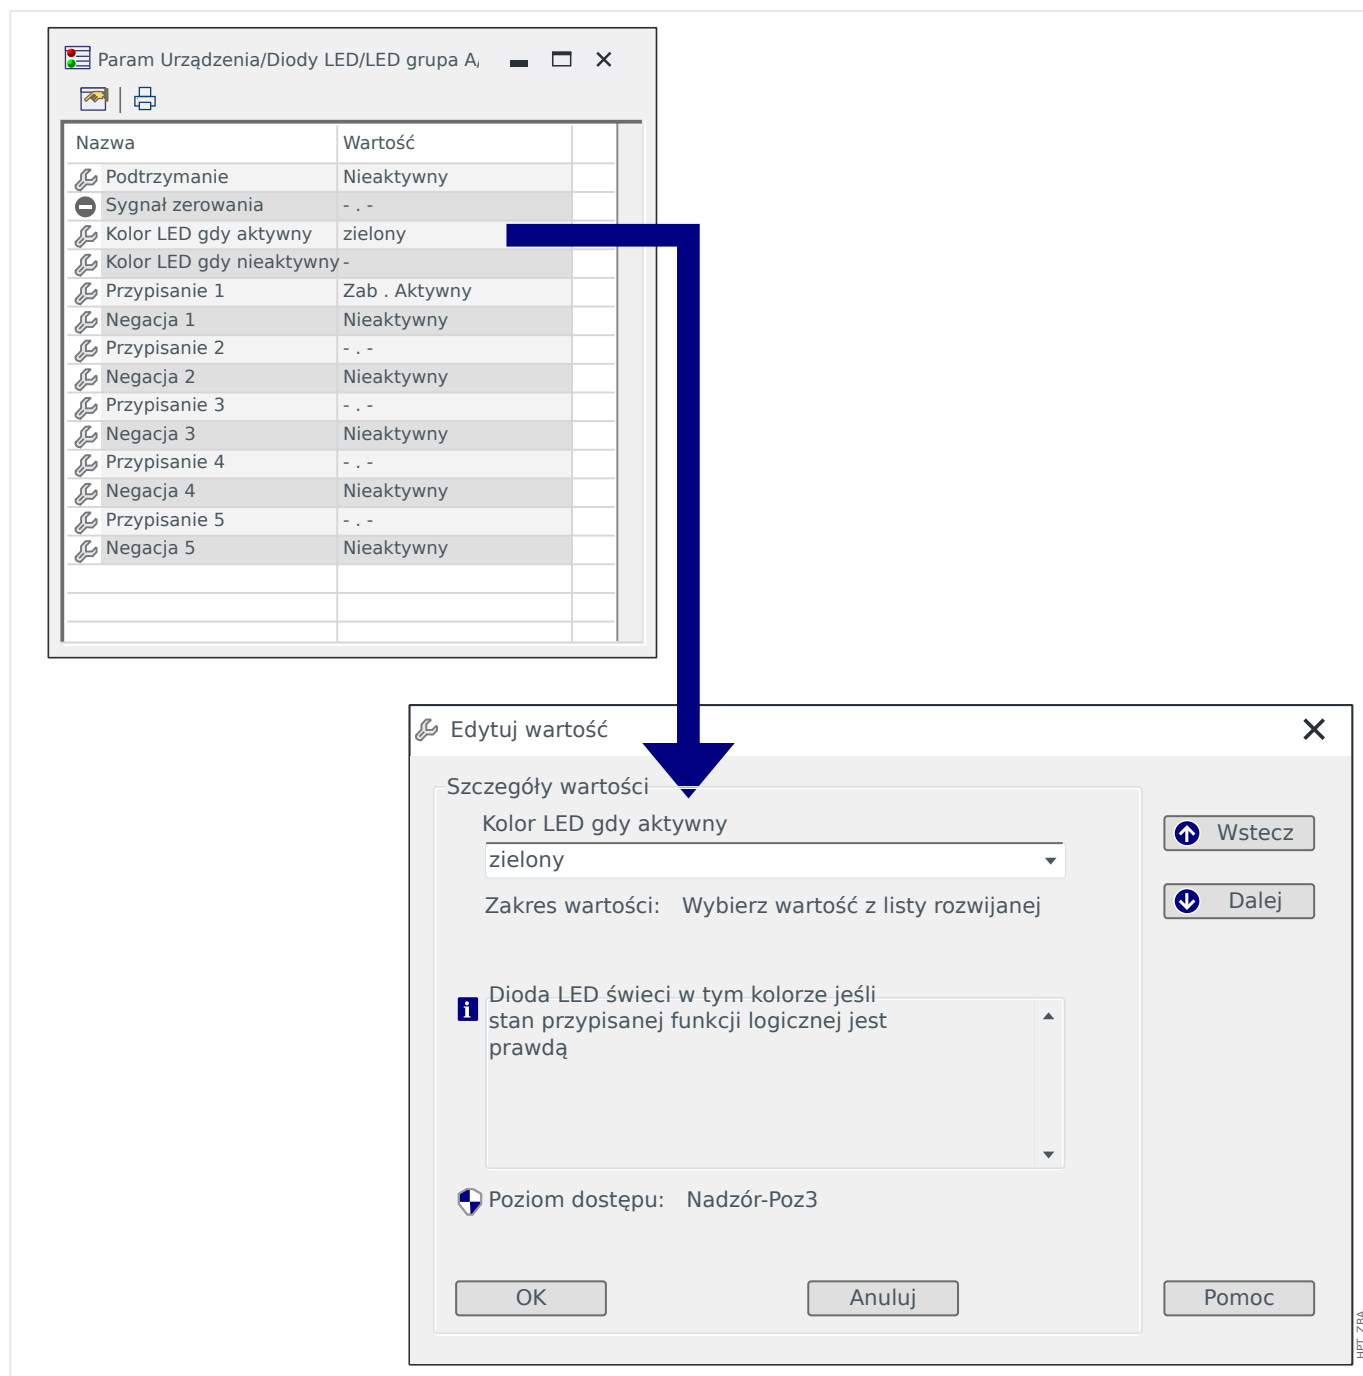 Param Urządzenia/Diody LED/LED grupa A/
Nazwa Wartość
Podtrzymanie Nieaktywny
Sygnał zerowania - . -
Kolor LED gdy aktywny zielony
Kolor LED gdy nieaktywny -
Przypisanie 1 Zab . Aktywny
Negacja 1 Nieaktywny
Przypisanie 2 - . -
Negacja 2 Nieaktywny
Przypisanie 3 - . -
Negacja 3 Nieaktywny
Przypisanie 4 - . -
Negacja 4 Nieaktywny
Przypisanie 5 - . -
Negacja 5 Nieaktywny
Edytuj wartość
Szczegóły wartości
Kolor LED gdy aktywny
zielony
Zakres wartości: Wybierz wartość z listy rozwijanej
Wstecz
Dalej
Dioda LED świeci w tym kolorze jeśli
stan przypisanej funkcji logicznej jest
prawdą
Poziom dostępu: Nadzór-Poz3
OK Anuluj Pomoc
HPT_ZBA